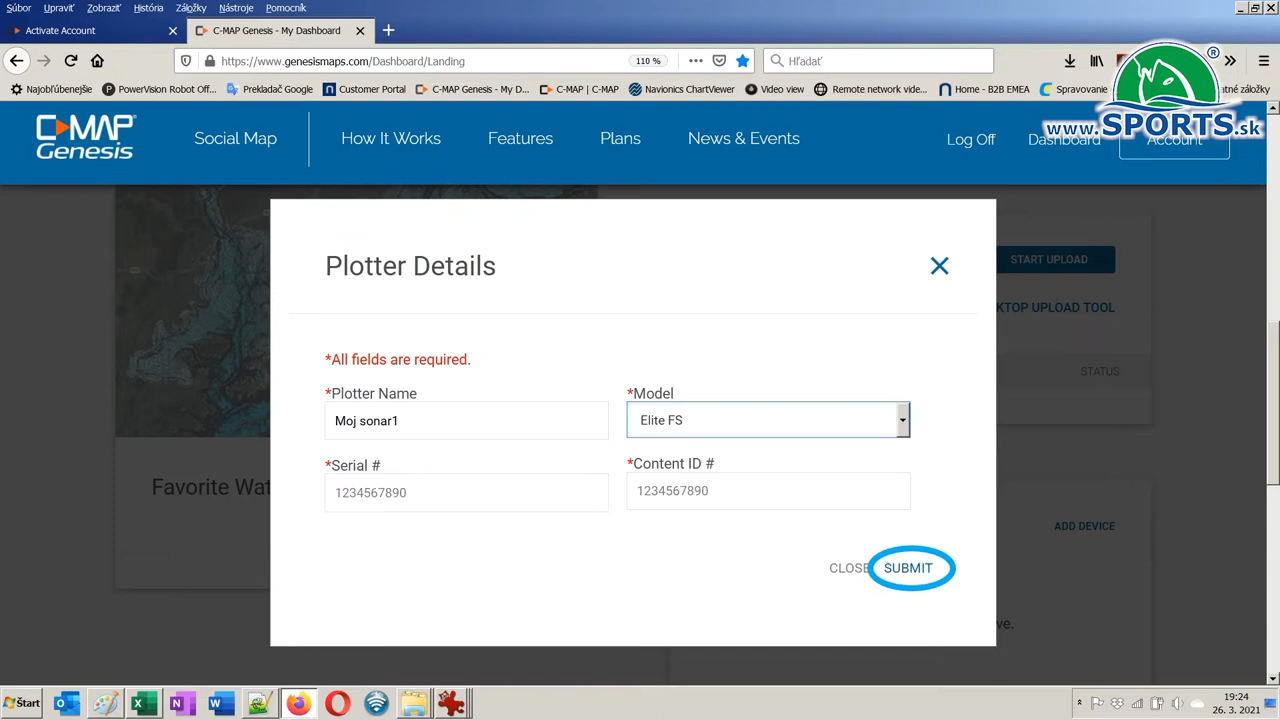 Súbor Upraviť Zobraziť História Záložky Nástroje Pomocník
Activate Account
C-MAP Genesis - My Dashboard
https://www.genesismaps.com/Dashboard/Landing
110 %
Hľadať
Najobľúbenejšie
PowerVision Robot Off...
Prekladač Google
Customer Portal
C-MAP Genesis - My D...
C-MAP | C-MAP
Navionics ChartViewer
Video view
Remote network vide...
Home - B2B EMEA
Spravovanie
tné záložky
www.SPORTS.sk
C-MAP
Genesis
Social Map
How It Works
Features
Plans
News & Events
Log Off
Dashboard
Account
START UPLOAD
KTOP UPLOAD TOOL
STATUS
Plotter Details
*All fields are required.
*Plotter Name
*Model
Moj sonar1
Elite FS
*Serial #
*Content ID #
1234567890
1234567890
Favorite Wat
ADD DEVICE
CLOSE
SUBMIT
ve.
Štart
19:24
26. 3. 2021